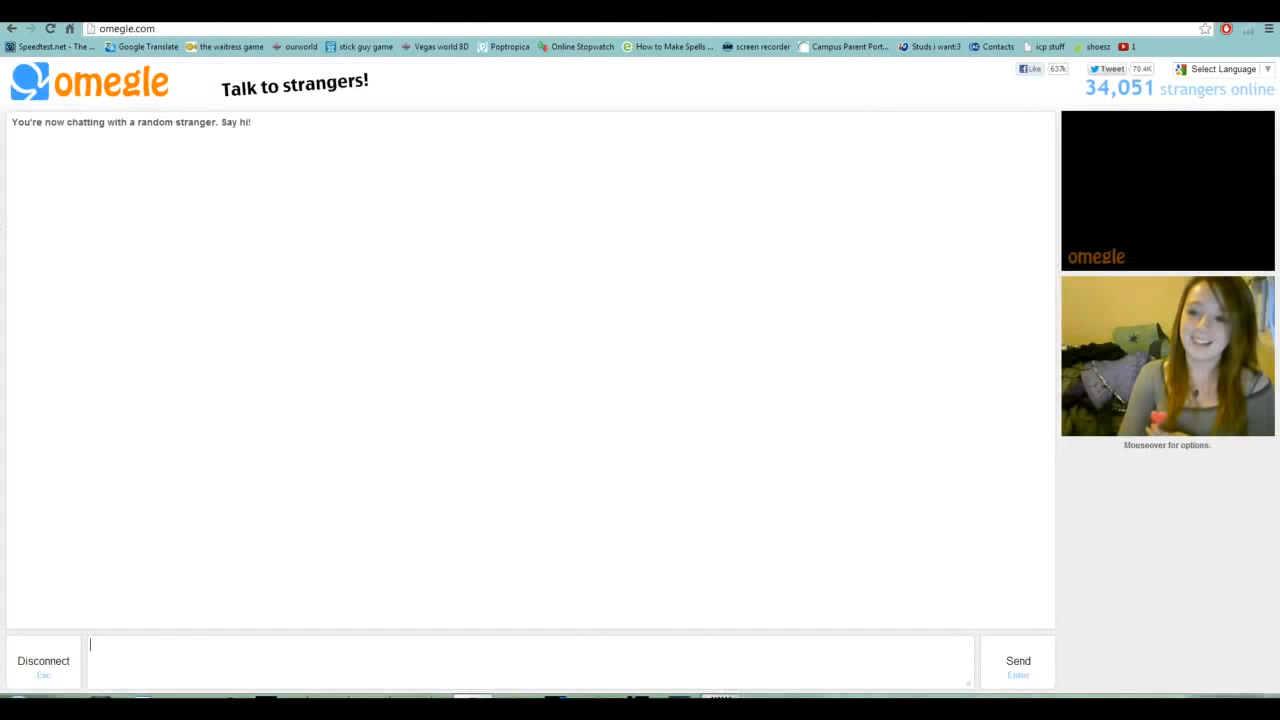 omegle.com
Speedtest.net - The ... Google Translate the waitress game ourworld stick guy game Vegas world 8D Poptropica Online Stopwatch How to Make Spells ... screen recorder Campus Parent Port... Studs i want:3 Contacts icp stuff shoesz 1
omegle Talk to strangers! Like 637k Tweet 70.4K Select Language
34,051 strangers online
You're now chatting with a random stranger. Say hi!
omegle
Mouseover for options.
Disconnect
Esc
Send
Enter